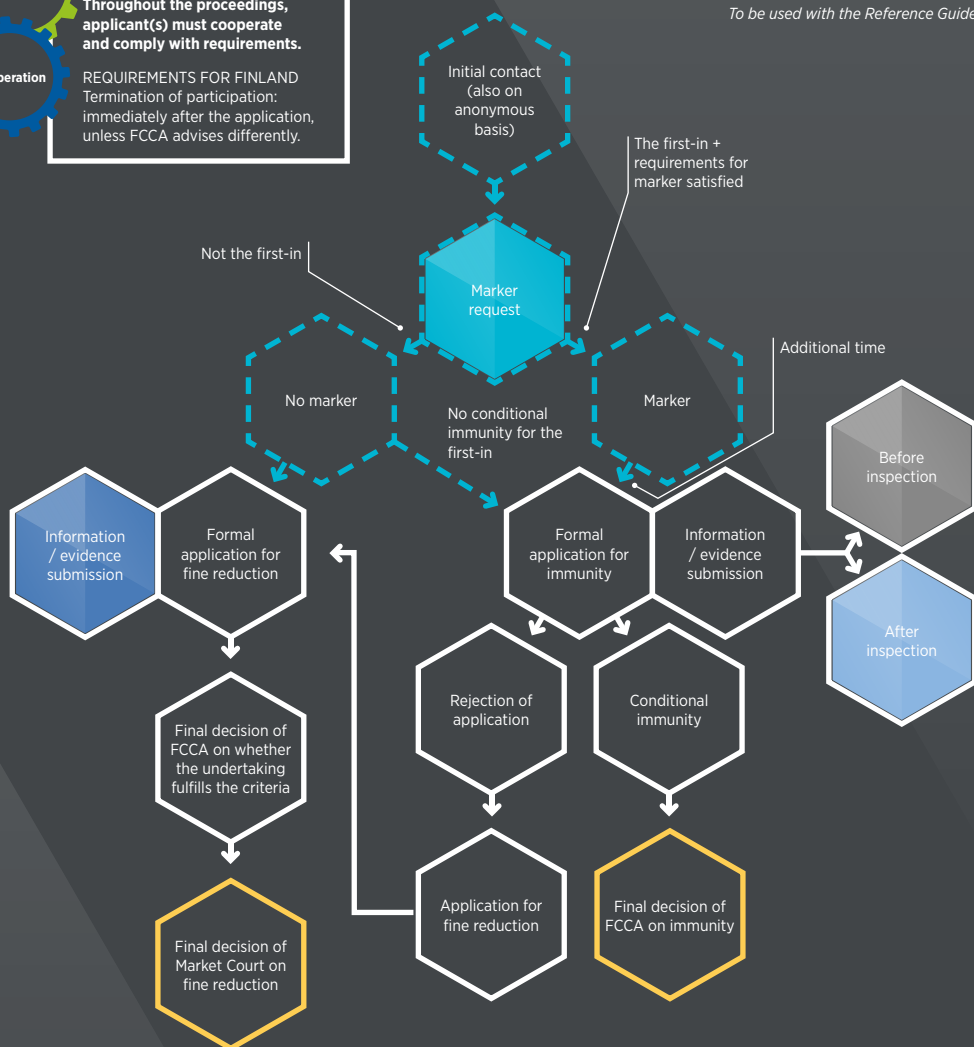 Throughout the proceedings,
applicant(s) must cooperate
and comply with requirements.
REQUIREMENTS FOR FINLAND
Termination of participation:
immediately after the application,
unless FCCA advises differently.
To be used with the Reference Guide
Initial contact
(also on
anonymous
basis)
The first-in +
requirements for
marker satisfied
Not the first-in
Marker
request
Additional time
No marker
No conditional
immunity for the
first-in
Marker
Before
inspection
Information
/ evidence
submission
Formal
application for
fine reduction
Formal
application for
immunity
Information
/ evidence
submission
After
inspection
Rejection of
application
Conditional
immunity
Final decision of
FCCA on whether
the undertaking
fulfills the criteria
Application for
fine reduction
Final decision of
FCCA on immunity
Final decision of
Market Court on
fine reduction